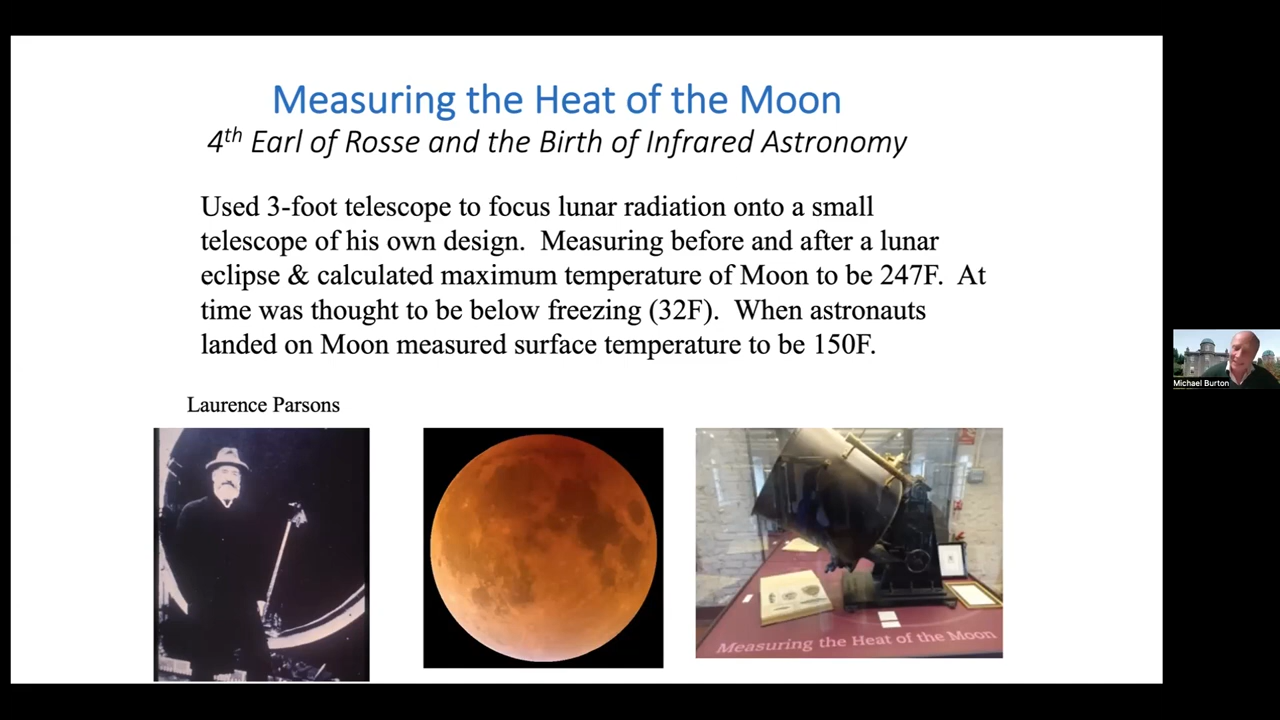 Measuring the Heat of the Moon
4th Earl of Rosse and the Birth of Infrared Astronomy
Used 3-foot telescope to focus lunar radiation onto a small
telescope of his own design. Measuring before and after a lunar
eclipse & calculated maximum temperature of Moon to be 247F. At
time was thought to be below freezing (32F). When astronauts
landed on Moon measured surface temperature to be 150F.
Laurence Parsons
Measuring the Heat of the Moon
Michael Burton